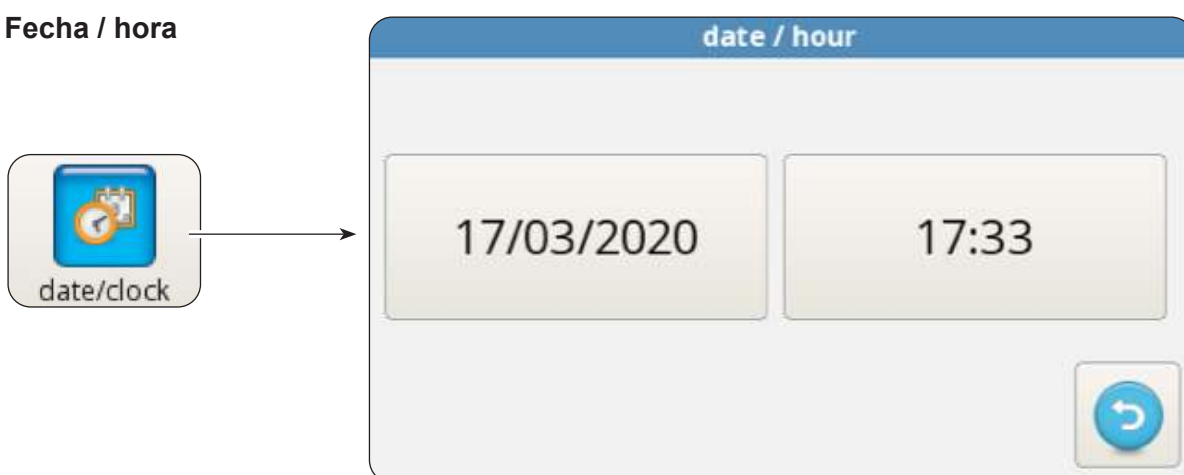 Fecha / hora
date / hour
date/clock
17/03/2020
17:33